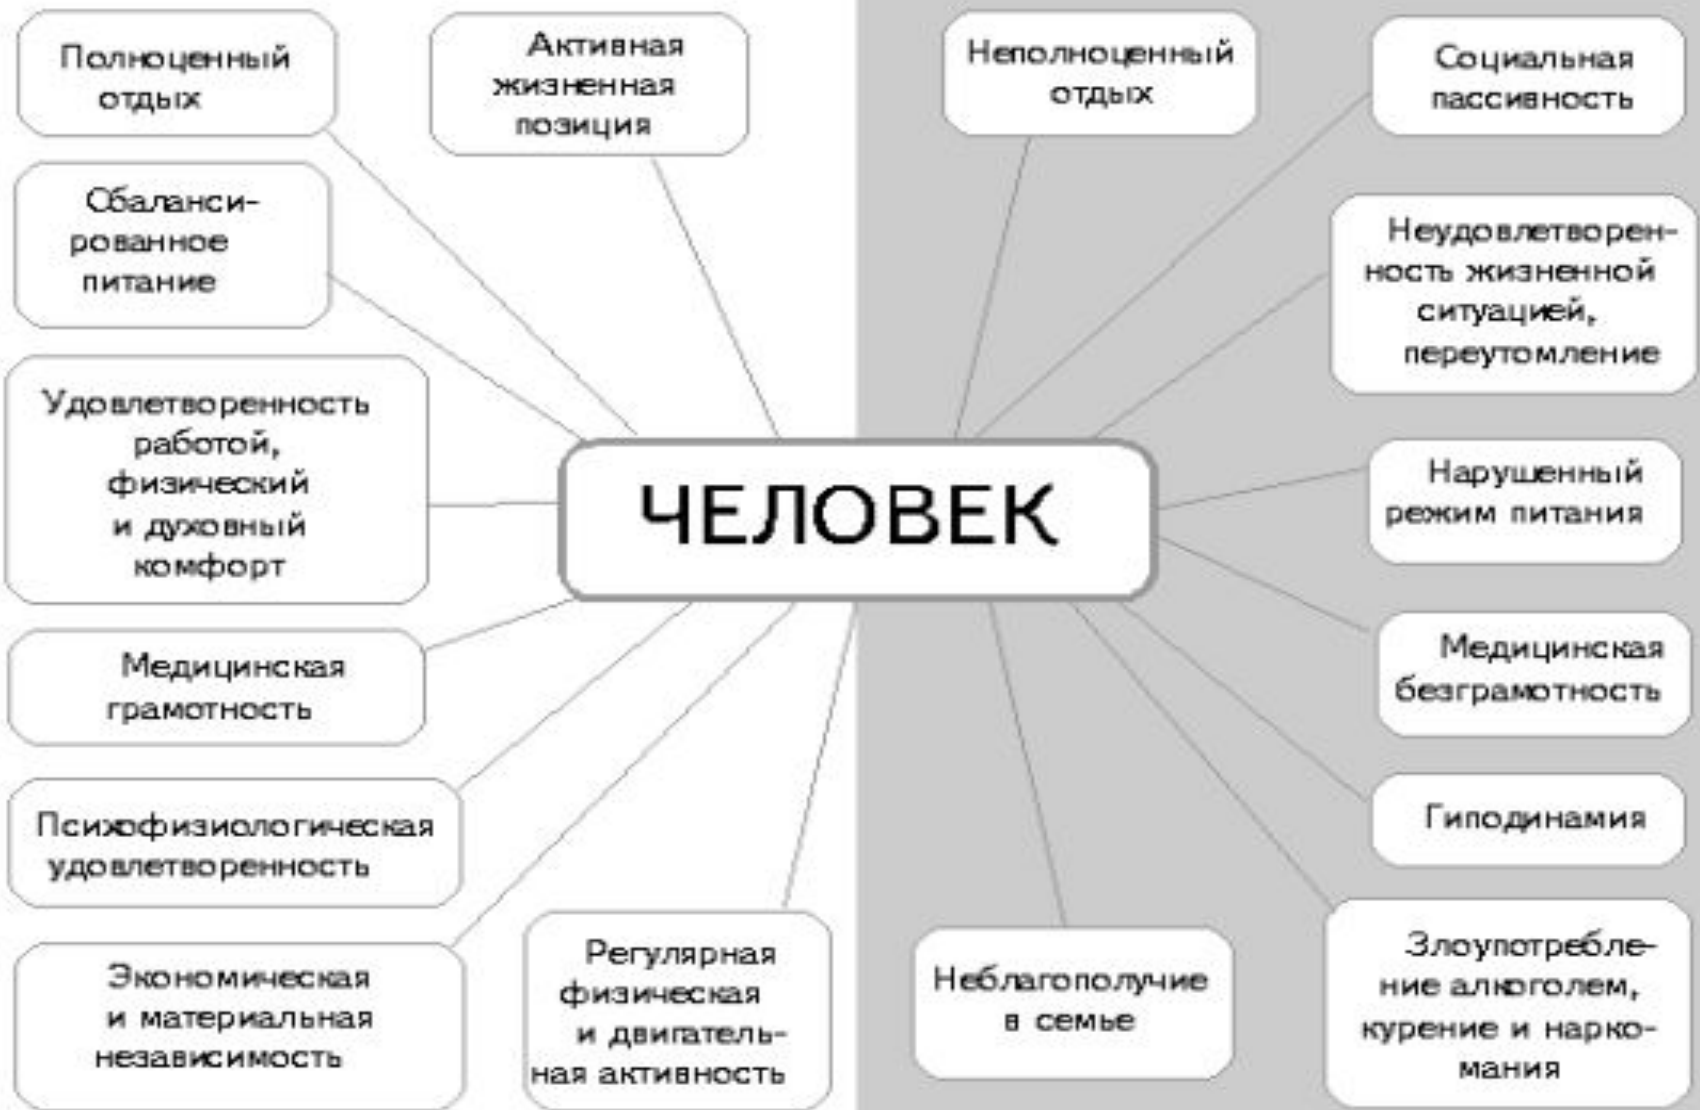 Полноценный
отдых
Активная
жизненная
позиция
Неполноценный
отдых
Социальная
пассивность
Сбаланси-
рованное
питание
Неудовлетворен-
ность жизненной
ситуацией,
переутомление
Удовлетворенность
работой,
физический
и духовный
комфорт
ЧЕЛОВЕК
Нарушенный
режим питания
Медицинская
грамотность
Медицинская
безграмотность
Психофизиологическая
удовлетворенность
Гиподинамия
Экономическая
и материальная
независимость
Регулярная
физическая
и двигатель-
ная активность
Неблагополучие
в семье
Злоупотребле-
ние алкоголем,
курение и нарко-
мания